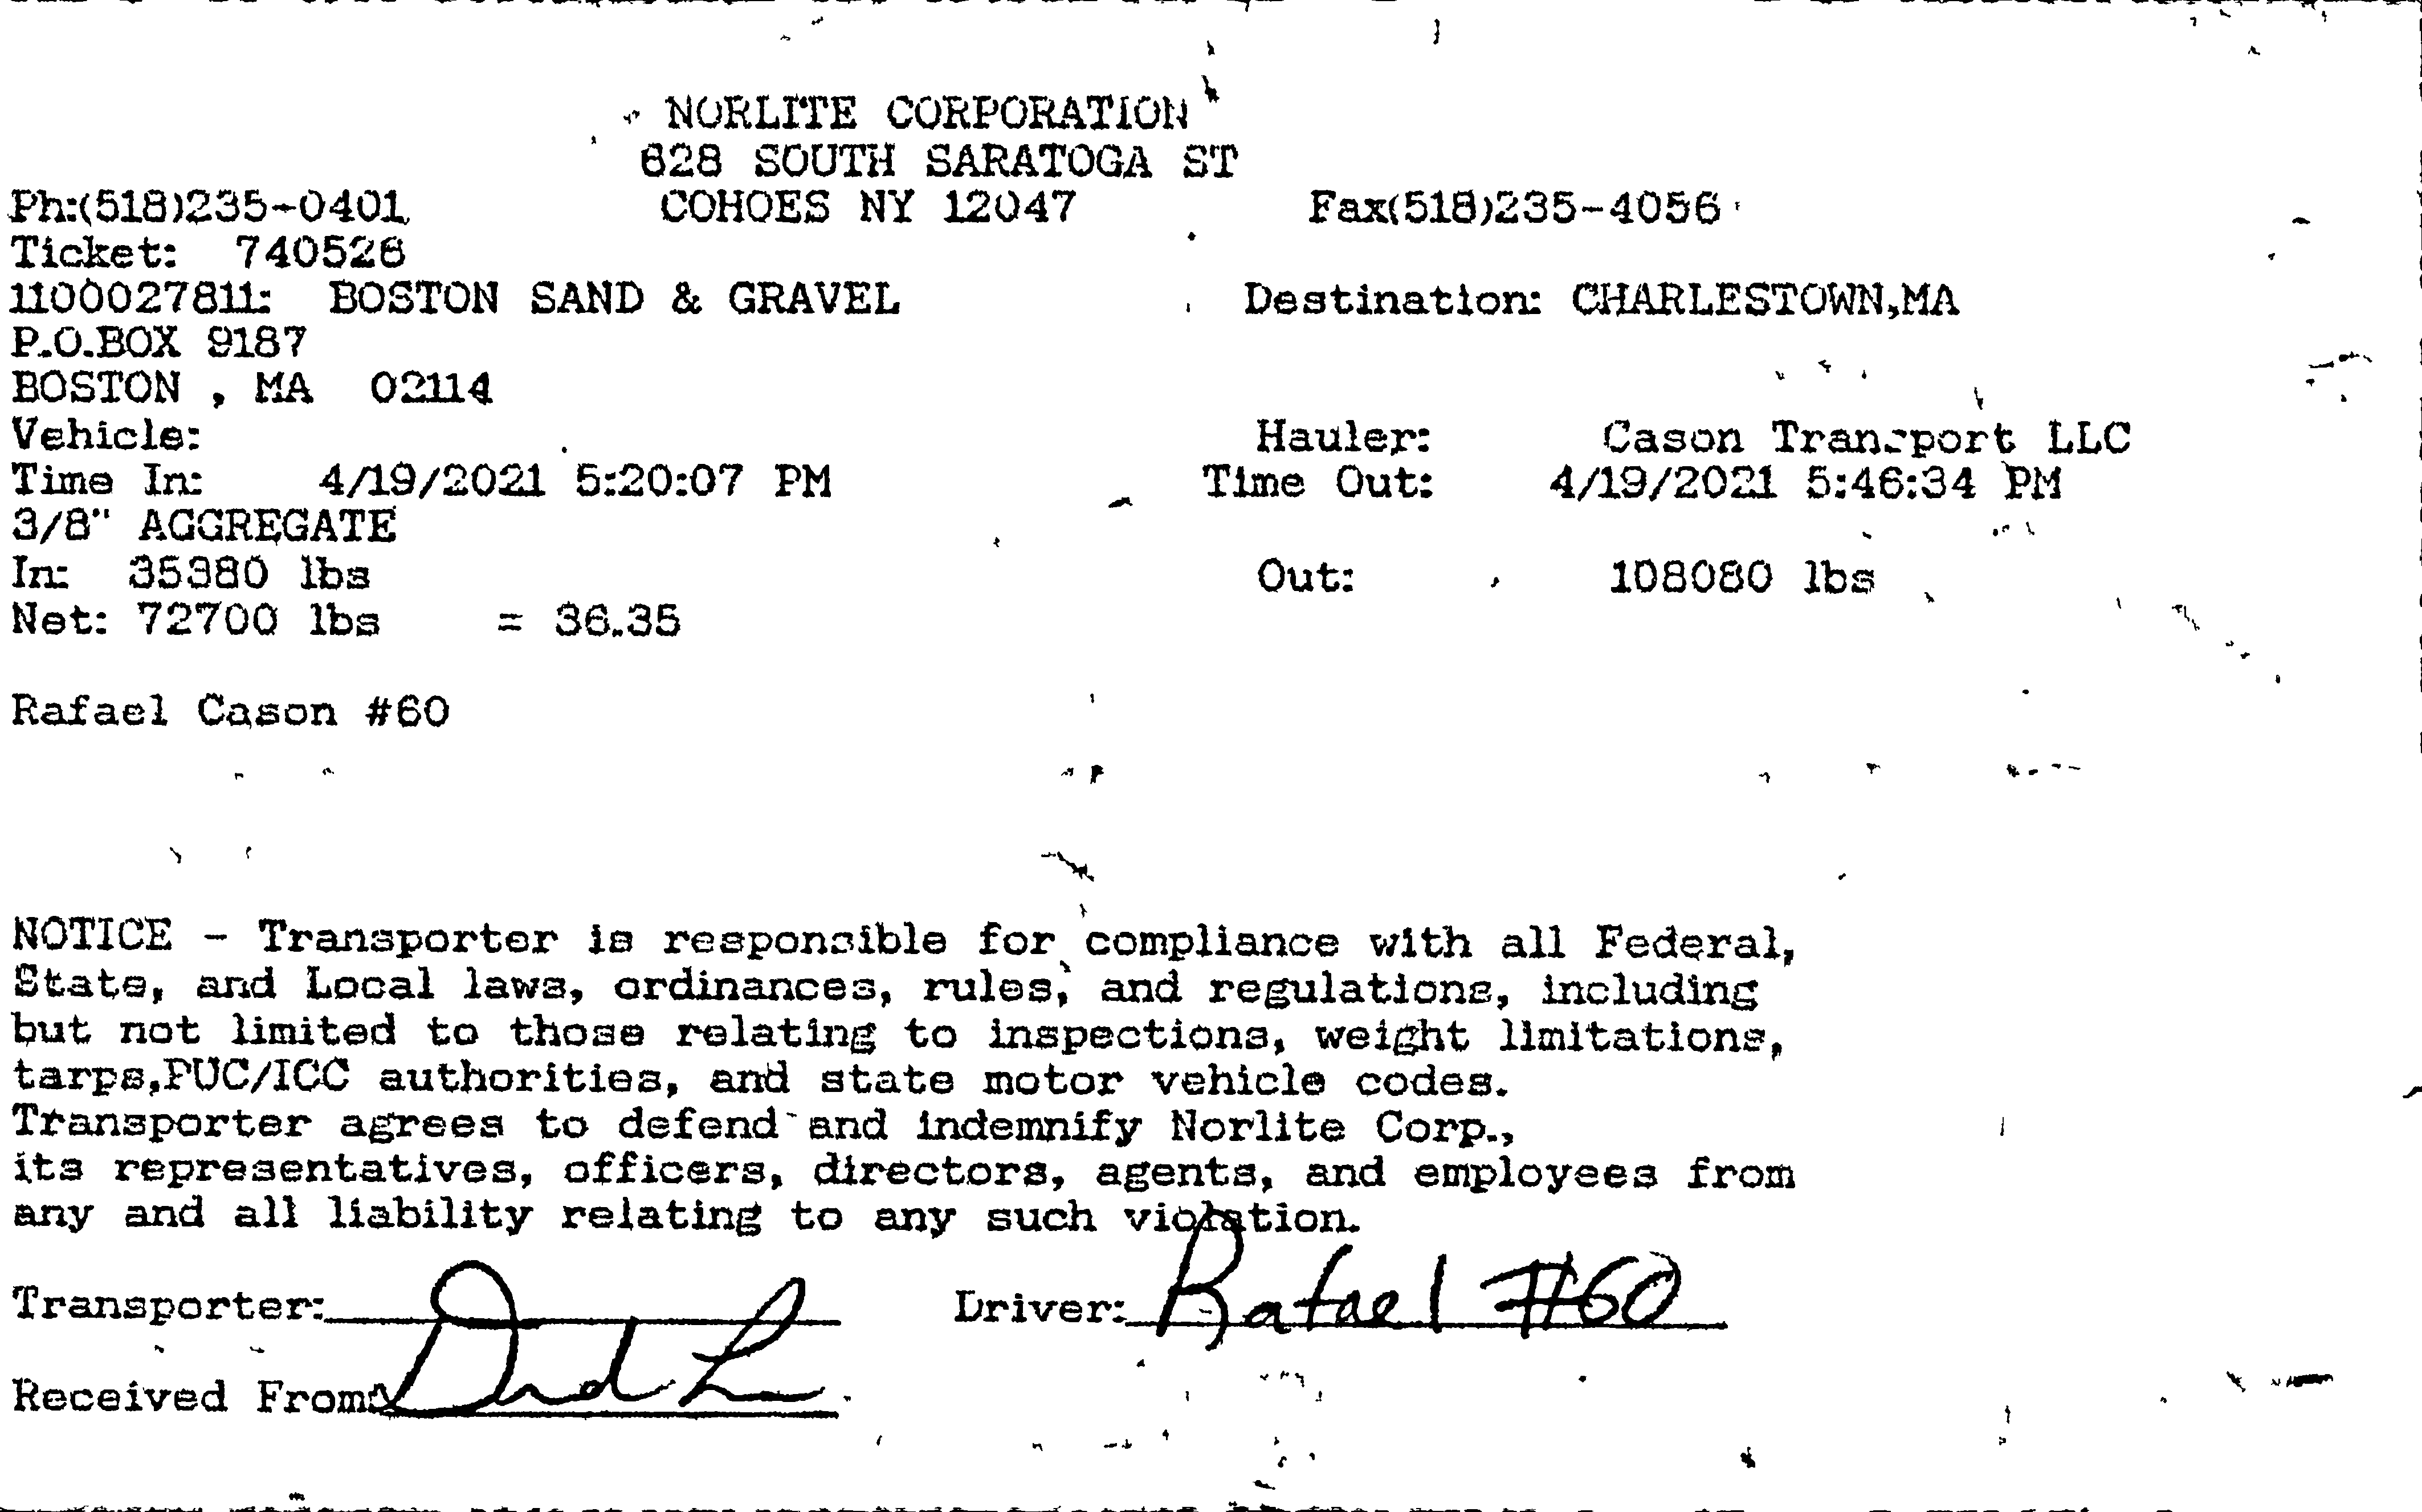 NORLITE CORPORATION
628 SOUTH SARATOGA ST
Ph:(518)235-0401 COHOES NY 12047 Fax(518)235-4056
Ticket: 740526
1100027811: BOSTON SAND & GRAVEL Destination: CHARLESTOWN,MA
P.O.BOX 9187
BOSTON , MA 02114
Vehicle: Hauler: Cason Transport LLC
Time In: 4/19/2021 5:20:07 PM Time Out: 4/19/2021 5:46:34 PM
3/8" AGGREGATE
In: 35380 lbs Out: 108080 lbs
Net: 72700 lbs = 36.35
Rafael Cason #60
NOTICE - Transporter is responsible for compliance with all Federal,
State, and Local laws, ordinances, rules, and regulations, including
but not limited to those relating to inspections, weight limitations,
tarps,PUC/ICC authorities, and state motor vehicle codes.
Transporter agrees to defend and indemnify Norlite Corp.,
its representatives, officers, directors, agents, and employees from
any and all liability relating to any such violation.
Transporter: Driver: Rafael #60
Received From: